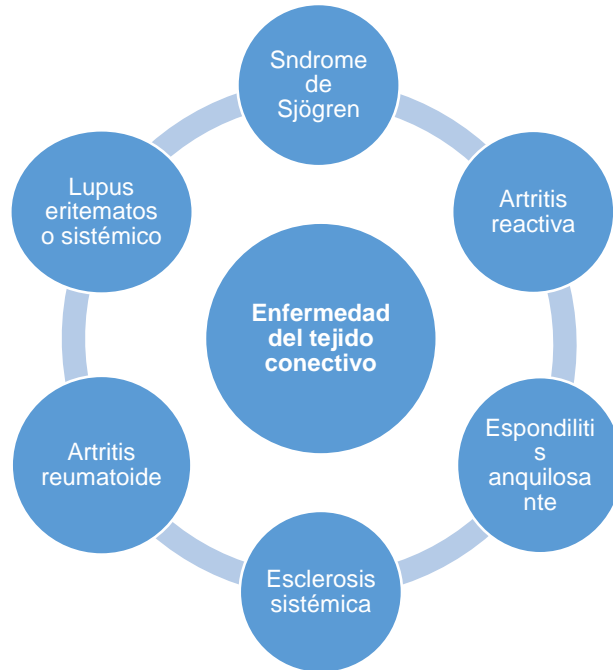 Sndrome
de
Sjögren
Artritis
reactiva
Espondiliti
s
anquilosa
nte
Esclerosis
sistémica
Artritis
reumatoide
Lupus
eritematos
o sistémico
Enfermedad
del tejido
conectivo